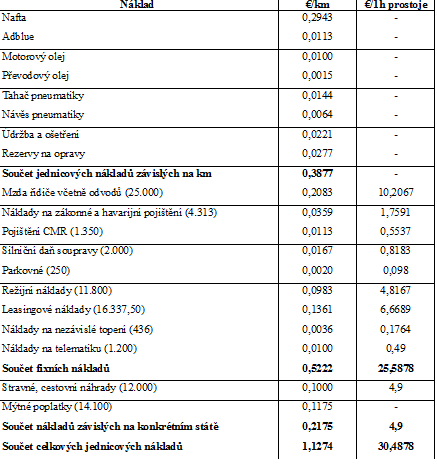 Náklad €/km €/1h prostoje
Nafta 0,2943 -
Adblue 0,0113 -
Motorový olej 0,0100 -
Převodový olej 0,0015 -
Tahač pneumatiky 0,0144 -
Návěs pneumatiky 0,0064 -
Údržba a ošetření 0,0221 -
Rezervy na opravy 0,0277 -
Součet jednicových nákladů závislých na km 0,3877 -
Mzda řidiče včetně odvodů (25.000) 0,2083 10,2067
Náklady na zákonné a havarijní pojištění (4.313) 0,0359 1,7591
Pojištění CMR (1.350) 0,0113 0,5537
Silniční daň soupravy (2.000) 0,0167 0,8183
Parkovné (250) 0,0020 0,098
Režijní náklady (11.800) 0,0983 4,8167
Leasingové náklady (16.337,50) 0,1361 6,6689
Náklady na nezávislé topení (436) 0,0036 0,1764
Náklady na telematiku (1.200) 0,0100 0,49
Součet fixních nákladů 0,5222 25,5878
Stravné, cestovní náhrady (12.000) 0,1000 4,9
Mýtné poplatky (14.100) 0,1175 -
Součet nákladů závislých na konkrétním státě 0,2175 4,9
Součet celkových jednicových nákladů 1,1274 30,4878